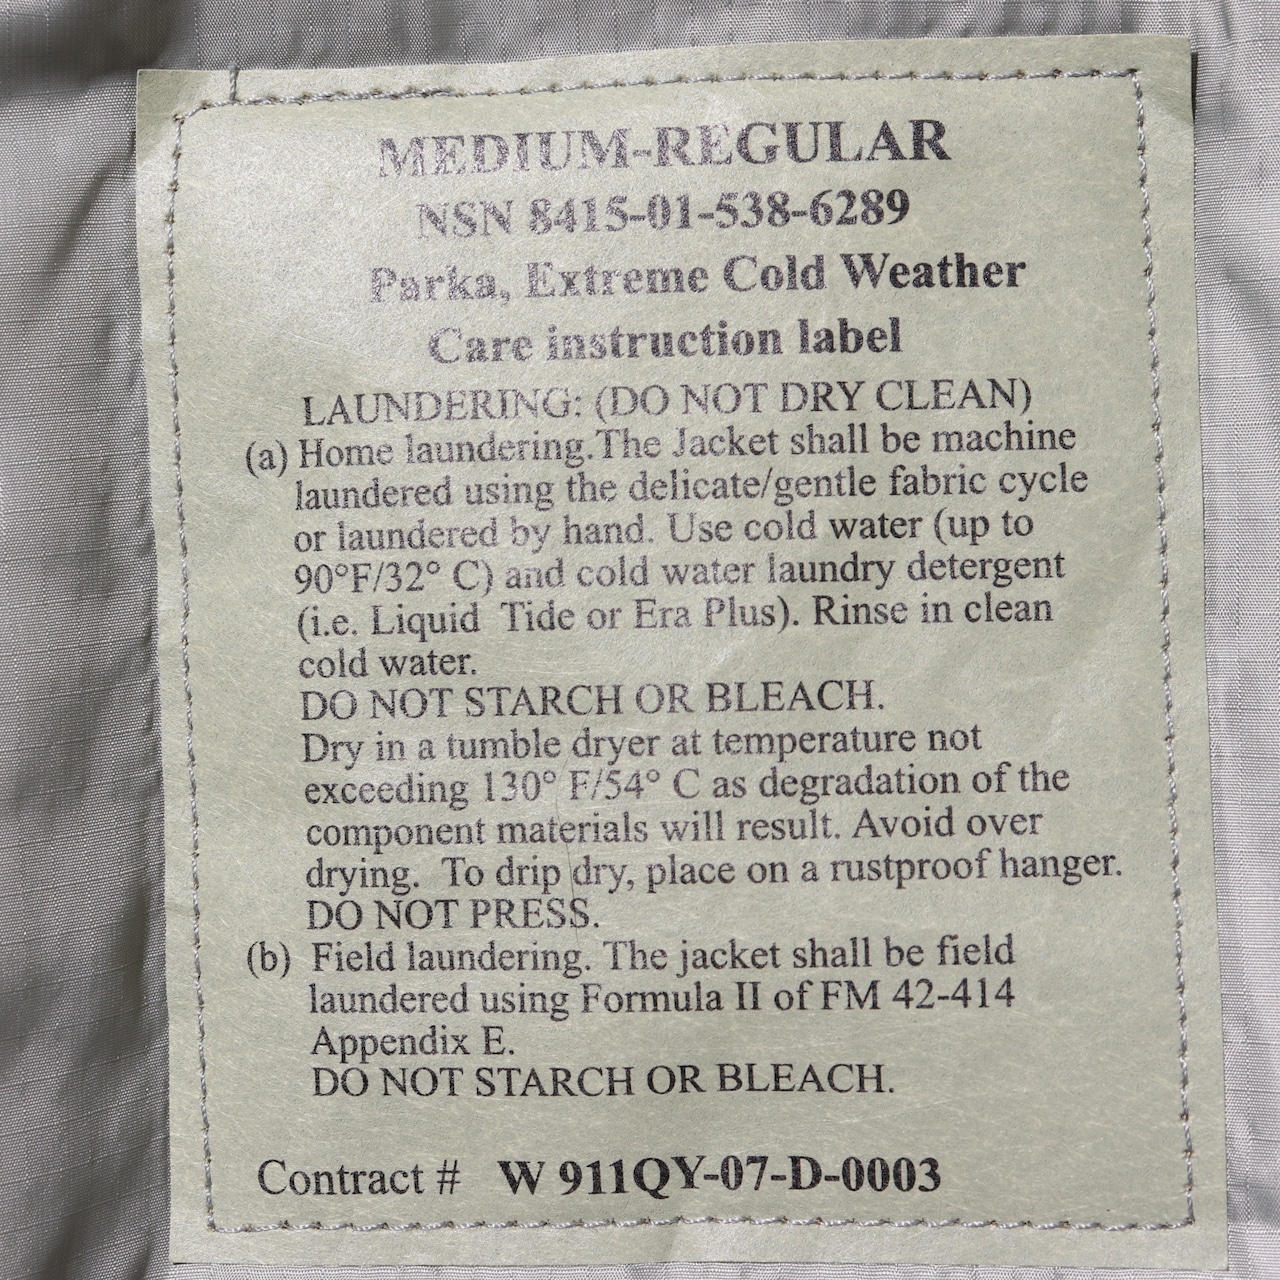 MEDIUM-REGULAR
NSN 8415-01-538-6289
Parka, Extreme Cold Weather
Care instruction label
LAUNDERING: (DO NOT DRY CLEAN)
(a) Home laundering.The Jacket shall be machine
laundered using the delicate/gentle fabric cycle
or laundered by hand. Use cold water (up to
90°F/32° C) and cold water laundry detergent
(i.e. Liquid Tide or Era Plus). Rinse in clean
cold water.
DO NOT STARCH OR BLEACH.
Dry in a tumble dryer at temperature not
exceeding 130° F/54° C as degradation of the
component materials will result. Avoid over
drying. To drip dry, place on a rustproof hanger.
DO NOT PRESS.
(b) Field laundering. The jacket shall be field
laundered using Formula II of FM 42-414
Appendix E.
DO NOT STARCH OR BLEACH.
Contract # W 911QY-07-D-0003